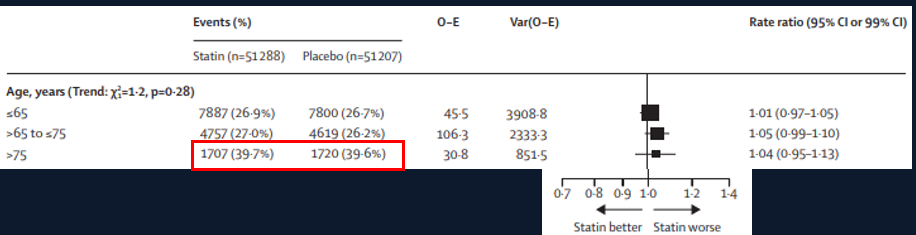 Events (%) O–E Var(O–E) Rate ratio (95% CI or 99% CI)
Statin (n=51288) Placebo (n=51207)
Age, years (Trend: χ²₁=1·2, p=0·28)
≤65 7887 (26·9%) 7800 (26·7%) 45·5 3908·8 1·01 (0·97–1·05)
>65 to ≤75 4757 (27·0%) 4619 (26·2%) 106·3 2333·3 1·05 (0·99–1·10)
>75 1707 (39·7%) 1720 (39·6%) 30·8 851·5 1·04 (0·95–1·13)
0·7 0·8 0·9 1·0 1·2 1·4
Statin better Statin worse